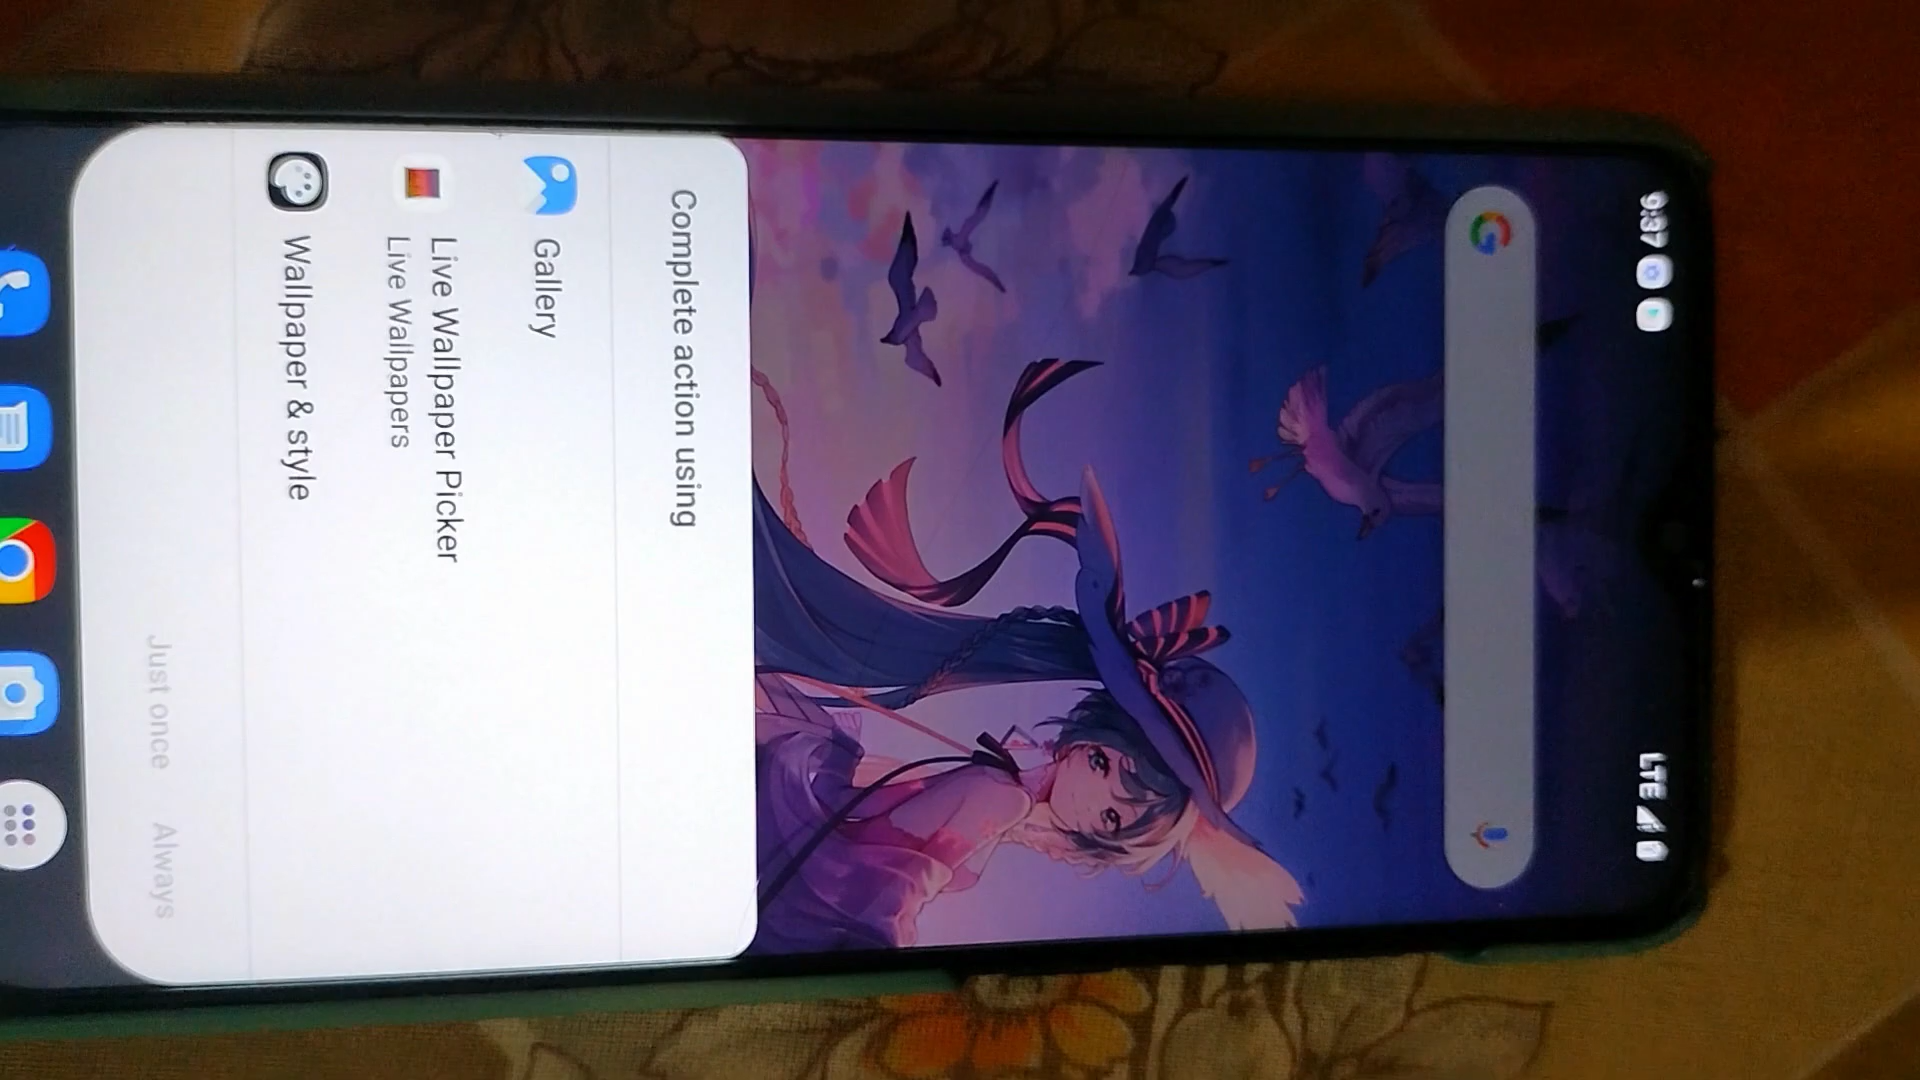 9:37
LTE
Complete action using
Gallery
Live Wallpaper Picker
Live Wallpapers
Wallpaper & style
Just once Always